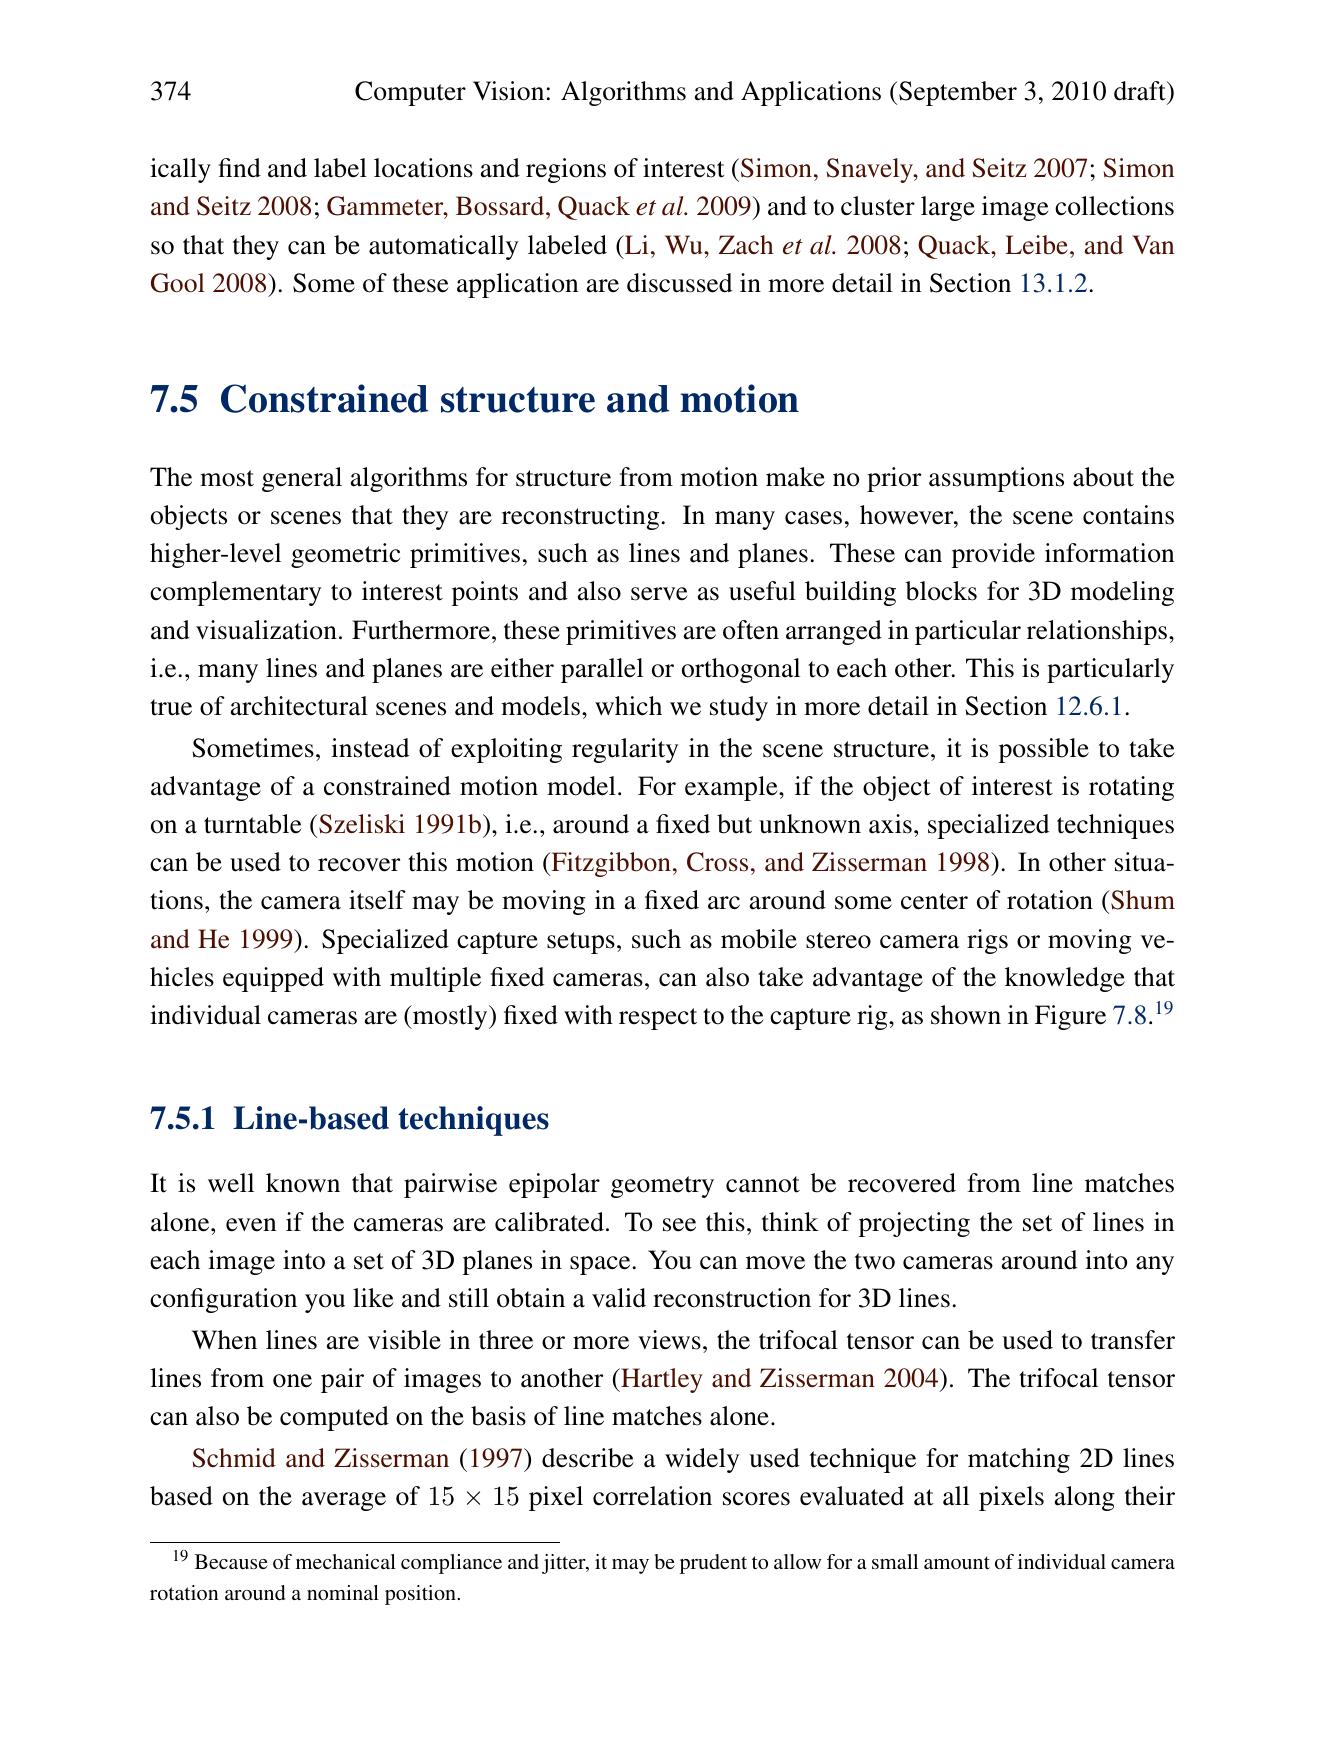 374 Computer Vision: Algorithms and Applications (September 3, 2010 draft)
ically find and label locations and regions of interest (Simon, Snavely, and Seitz 2007; Simon
and Seitz 2008; Gammeter, Bossard, Quack et al. 2009) and to cluster large image collections
so that they can be automatically labeled (Li, Wu, Zach et al. 2008; Quack, Leibe, and Van
Gool 2008). Some of these application are discussed in more detail in Section 13.1.2.
7.5 Constrained structure and motion
The most general algorithms for structure from motion make no prior assumptions about the
objects or scenes that they are reconstructing. In many cases, however, the scene contains
higher-level geometric primitives, such as lines and planes. These can provide information
complementary to interest points and also serve as useful building blocks for 3D modeling
and visualization. Furthermore, these primitives are often arranged in particular relationships,
i.e., many lines and planes are either parallel or orthogonal to each other. This is particularly
true of architectural scenes and models, which we study in more detail in Section 12.6.1.
Sometimes, instead of exploiting regularity in the scene structure, it is possible to take
advantage of a constrained motion model. For example, if the object of interest is rotating
on a turntable (Szeliski 1991b), i.e., around a fixed but unknown axis, specialized techniques
can be used to recover this motion (Fitzgibbon, Cross, and Zisserman 1998). In other situa-
tions, the camera itself may be moving in a fixed arc around some center of rotation (Shum
and He 1999). Specialized capture setups, such as mobile stereo camera rigs or moving ve-
hicles equipped with multiple fixed cameras, can also take advantage of the knowledge that
individual cameras are (mostly) fixed with respect to the capture rig, as shown in Figure 7.8.19
7.5.1 Line-based techniques
It is well known that pairwise epipolar geometry cannot be recovered from line matches
alone, even if the cameras are calibrated. To see this, think of projecting the set of lines in
each image into a set of 3D planes in space. You can move the two cameras around into any
configuration you like and still obtain a valid reconstruction for 3D lines.
When lines are visible in three or more views, the trifocal tensor can be used to transfer
lines from one pair of images to another (Hartley and Zisserman 2004). The trifocal tensor
can also be computed on the basis of line matches alone.
Schmid and Zisserman (1997) describe a widely used technique for matching 2D lines
based on the average of 15 × 15 pixel correlation scores evaluated at all pixels along their
19 Because of mechanical compliance and jitter, it may be prudent to allow for a small amount of individual camera
rotation around a nominal position.